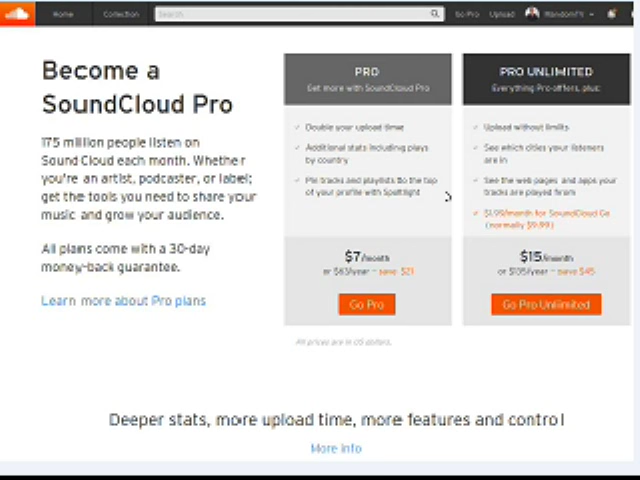 Home Collection Search Go Pro Upload
Become a
SoundCloud Pro
175 million people listen on
SoundCloud each month. Whether
you're an artist, podcaster, or label;
get the tools you need to share your
music and grow your audience.
All plans come with a 30-day
money-back guarantee.
Learn more about Pro plans
PRO
Get more with SoundCloud Pro
✓ Double your upload time
✓ Additional stats including plays
by country
✓ Pin tracks and playlists to the top
of your profile with Spotlight
$7/month
or $63/year – save $21
Go Pro
PRO UNLIMITED
Everything Pro offers, plus:
✓ Upload without limits
✓ See which cities your listeners
are in
✓ See the web pages and apps your
tracks are played from
✓ $1.99/month for SoundCloud Go
(normally $9.99)
$15/month
or $135/year – save $45
Go Pro Unlimited
All prices are in US dollars.
Deeper stats, more upload time, more features and control
More info